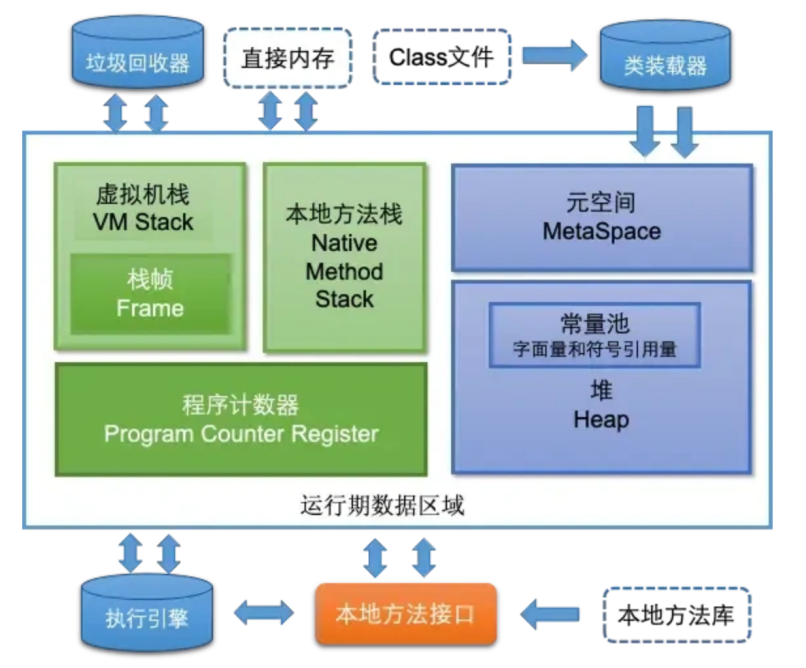 垃圾回收器
直接内存
Class文件
类装载器
虚拟机栈
VM Stack
栈帧
Frame
本地方法栈
Native
Method
Stack
元空间
MetaSpace
常量池
字面量和符号引用量
堆
Heap
程序计数器
Program Counter Register
运行期数据区域
执行引擎
本地方法接口
本地方法库